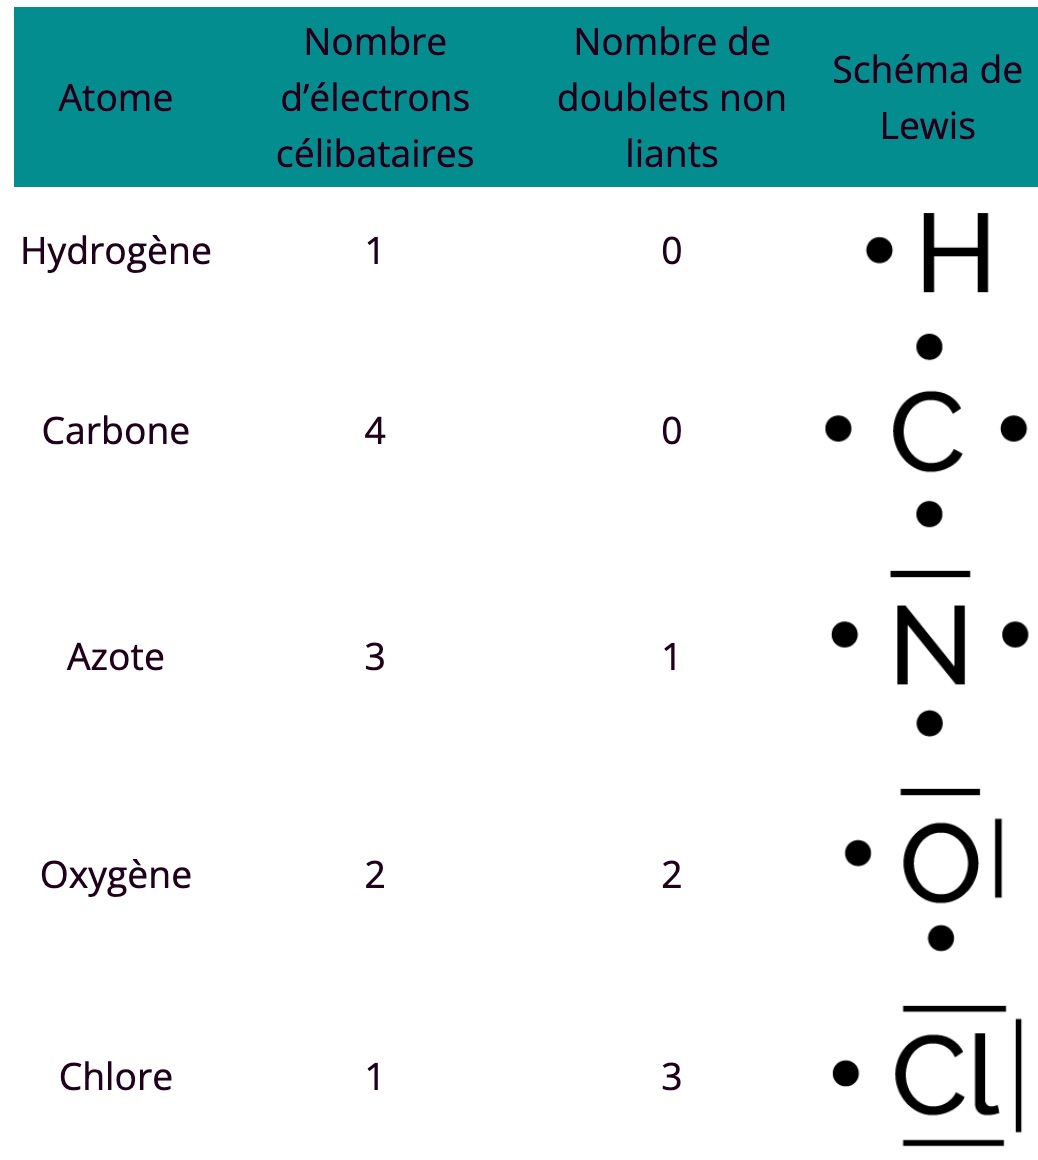 Atome
Nombre
d’électrons
célibataires
Nombre de
doublets non
liants
Schéma de
Lewis
Hydrogène 1 0 H
Carbone 4 0 C
Azote 3 1 N
Oxygène 2 2 O
Chlore 1 3 Cl